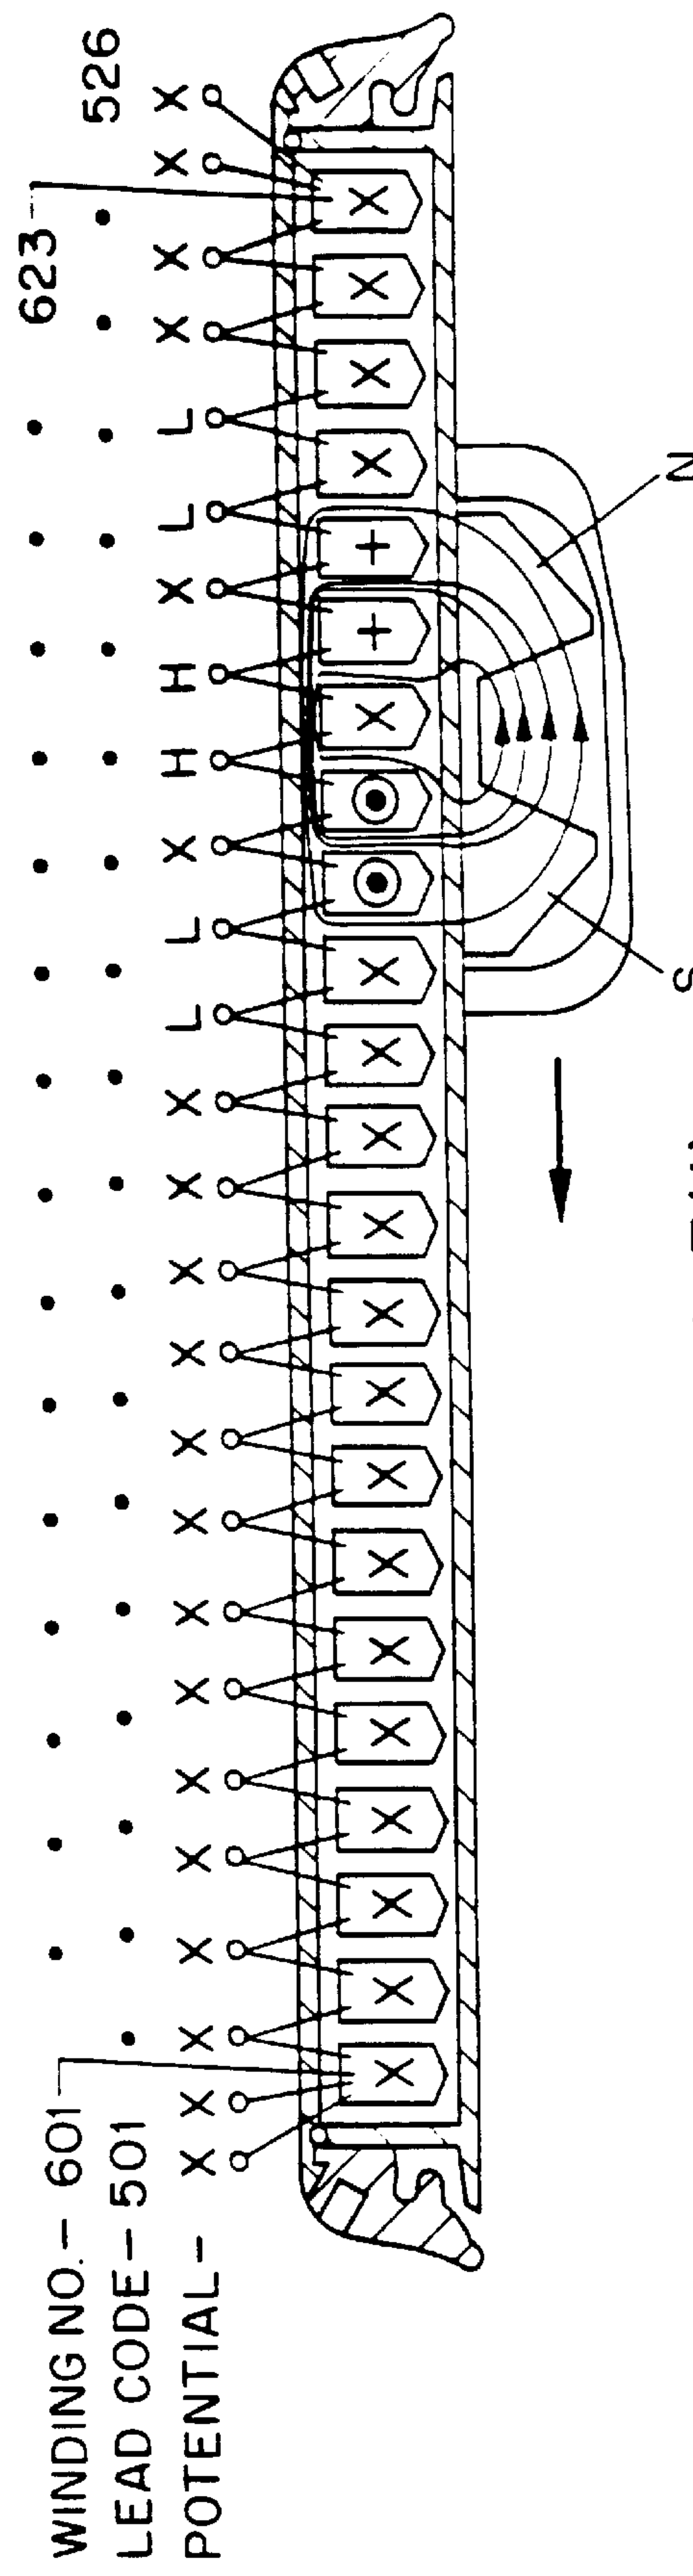 WINDING NO.– 601 623
LEAD CODE – 501 526
POTENTIAL – X X X X X X X X X X X X X X L L X H H X L L X X X X
X X X X X X X X X X X X X X ⊙ ⊙ X + + X X X X
S N